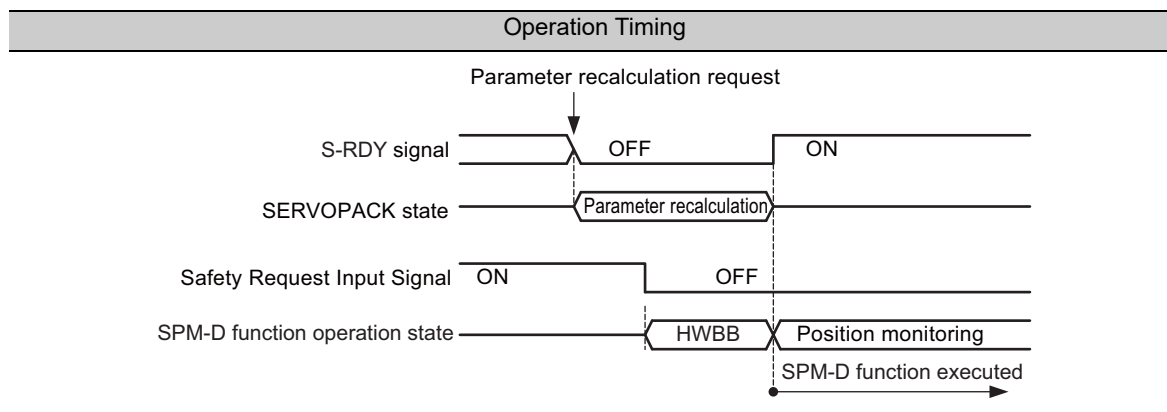 Operation Timing
Parameter recalculation request
S-RDY signal OFF ON
SERVOPACK state Parameter recalculation
Safety Request Input Signal ON OFF
SPM-D function operation state HWBB Position monitoring
SPM-D function executed